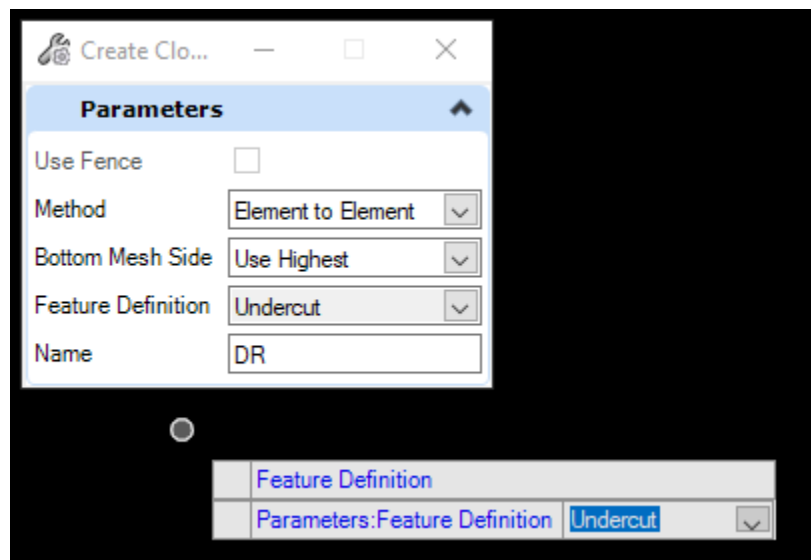 Create Clo...
Parameters
Use Fence
Method Element to Element
Bottom Mesh Side Use Highest
Feature Definition Undercut
Name DR
Feature Definition
Parameters:Feature Definition Undercut